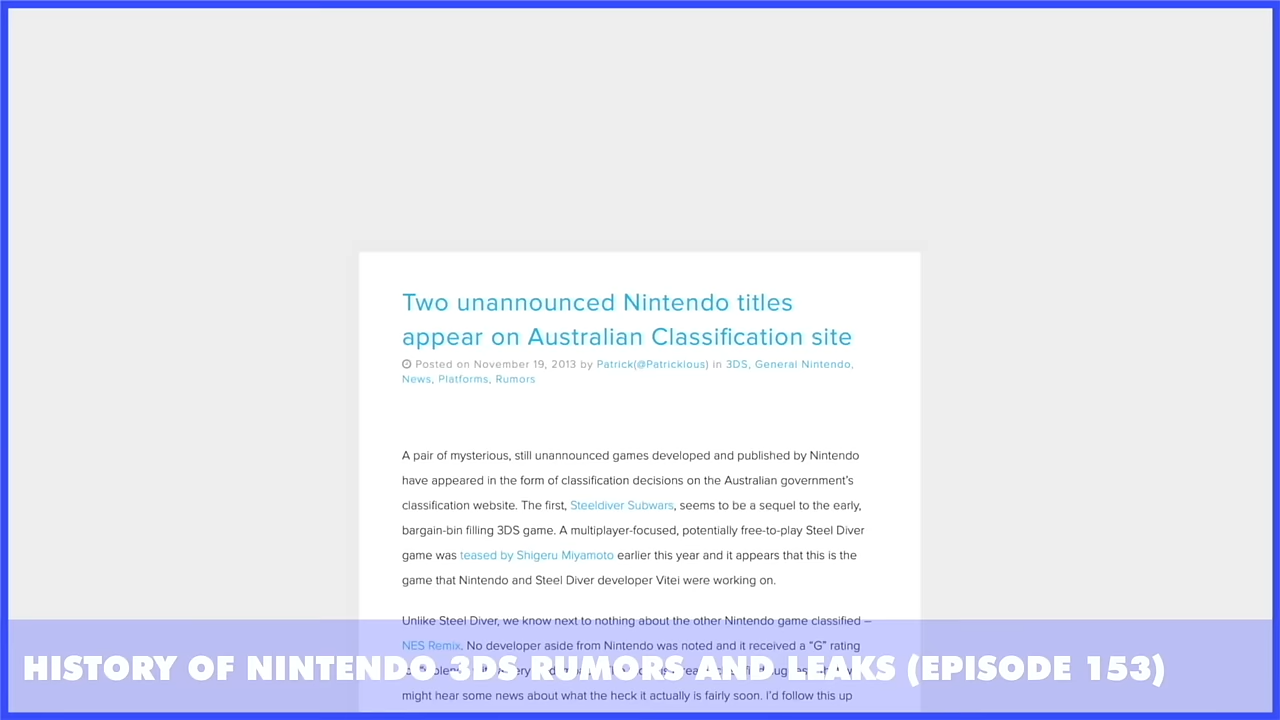 Two unannounced Nintendo titles
appear on Australian Classification site
Posted on November 19, 2013 by Patrick(@Patricklous) in 3DS, General Nintendo,
News, Platforms, Rumors
A pair of mysterious, still unannounced games developed and published by Nintendo
have appeared in the form of classification decisions on the Australian government's
classification website. The first, Steeldiver Subwars, seems to be a sequel to the early,
bargain-bin filling 3DS game. A multiplayer-focused, potentially free-to-play Steel Diver
game was teased by Shigeru Miyamoto earlier this year and it appears that this is the
game that Nintendo and Steel Diver developer Vitei were working on.
Unlike Steel Diver, we know next to nothing about the other Nintendo game classified –
NES Remix. No developer aside from Nintendo was noted and it received a "G" rating
HISTORY OF NINTENDO 3DS RUMORS AND LEAKS (EPISODE 153)
might hear some news about what the heck it actually is fairly soon. I'd follow this up